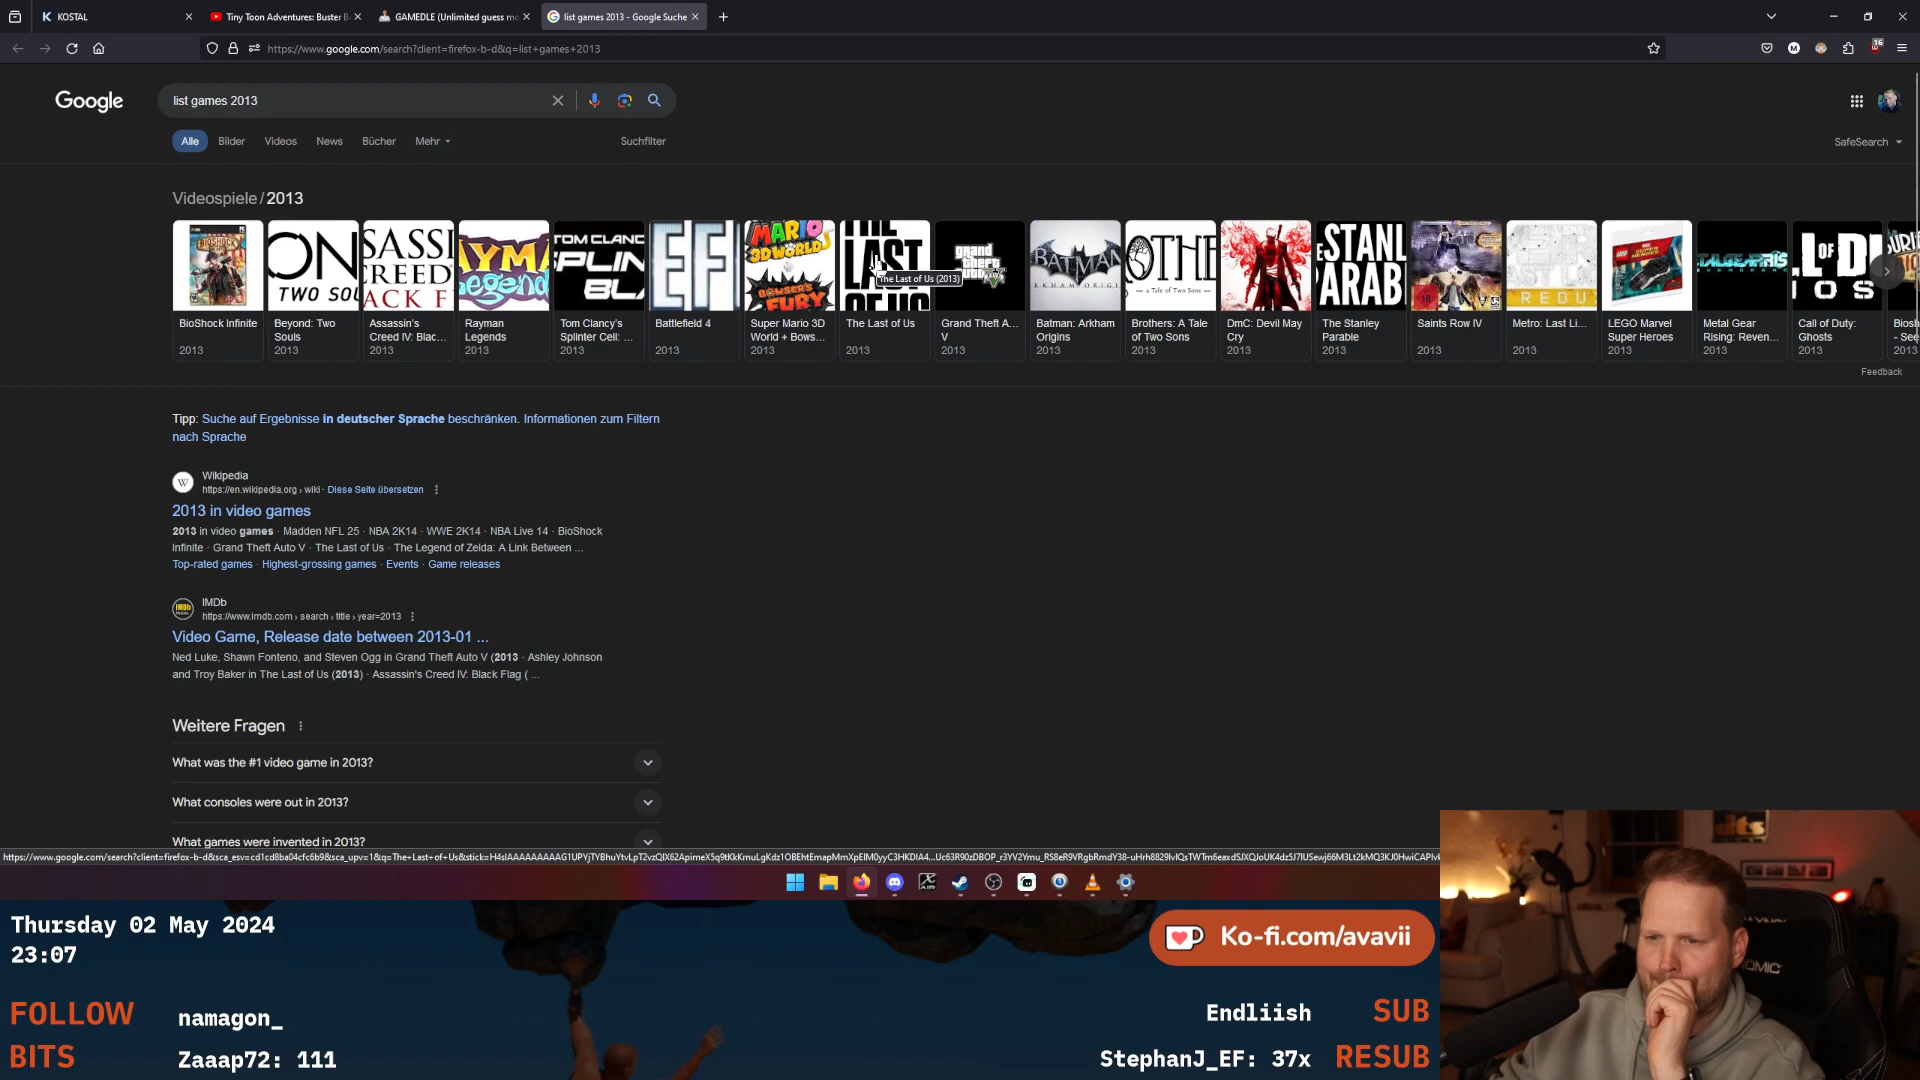 KOSTAL
Tiny Toon Adventures: Buster B
GAMEDLE (Unlimited guess mo
list games 2013 - Google Suche
https://www.google.com/search?client=firefox-b-d&q=list+games+2013
16
Google
list games 2013
Alle
Bilder
Videos
News
Bücher
Mehr
Suchfilter
SafeSearch
Videospiele / 2013
The Last of Us (2013)
BioShock Infinite
2013
Beyond: Two
Souls
2013
Assassin's
Creed IV: Blac...
2013
Rayman
Legends
2013
Tom Clancy's
Splinter Cell: ...
2013
Battlefield 4
2013
Super Mario 3D
World + Bows...
2013
The Last of Us
2013
Grand Theft A...
V
2013
Batman: Arkham
Origins
2013
Brothers: A Tale
of Two Sons
2013
DmC: Devil May
Cry
2013
The Stanley
Parable
2013
Saints Row IV
2013
Metro: Last Li...
2013
LEGO Marvel
Super Heroes
2013
Metal Gear
Rising: Reven...
2013
Call of Duty:
Ghosts
2013
Feedback
Tipp: Suche auf Ergebnisse in deutscher Sprache beschränken. Informationen zum Filtern
nach Sprache
Wikipedia
https://en.wikipedia.org › wiki · Diese Seite übersetzen
2013 in video games
2013 in video games · Madden NFL 25 · NBA 2K14 · WWE 2K14 · NBA Live 14 · BioShock
Infinite · Grand Theft Auto V · The Last of Us · The Legend of Zelda: A Link Between ...
Top-rated games · Highest-grossing games · Events · Game releases
IMDb
https://www.imdb.com › search › title › year=2013
Video Game, Release date between 2013-01 ...
Ned Luke, Shawn Fonteno, and Steven Ogg in Grand Theft Auto V (2013 · Ashley Johnson
and Troy Baker in The Last of Us (2013) · Assassin's Creed IV: Black Flag ( ...
Weitere Fragen
What was the #1 video game in 2013?
What consoles were out in 2013?
What games were invented in 2013?
Thursday 02 May 2024
23:07
Ko-fi.com/avavii
FOLLOW namagon_
BITS Zaaap72: 111
Endliish SUB
StephanJ_EF: 37x RESUB